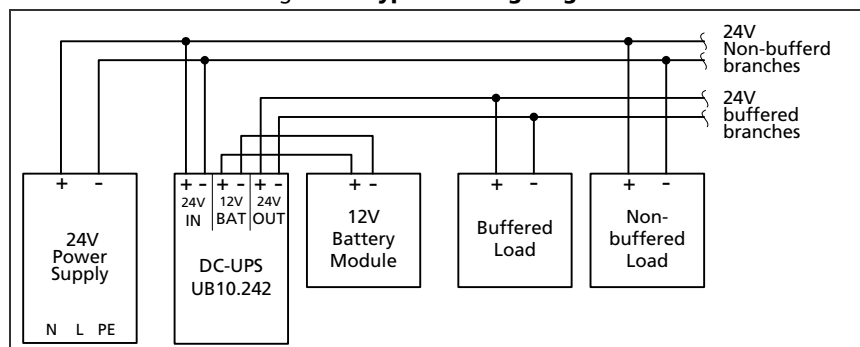 24V
Non-bufferd
branches
24V
buffered
branches
+ -
24V
Power
Supply
N L PE
+ - + - + -
24V 12V 24V
IN BAT OUT
DC-UPS
UB10.242
+ -
12V
Battery
Module
+ -
Buffered
Load
+ -
Non-
buffered
Load